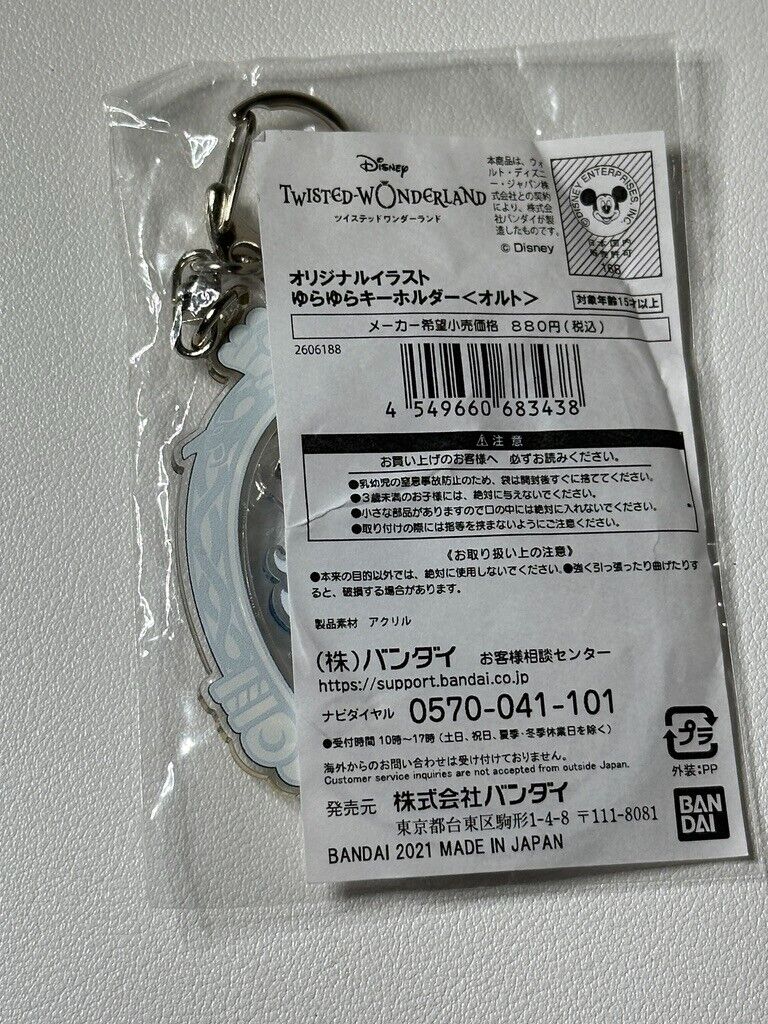 Disney
TWISTED-WONDERLAND
ツイステッドワンダーランド
本商品は、ウォ
ルト・ディズニ
ー・ジャパン株
式会社との契約
により、株式会
社バンダイが製
造したものです。
© Disney
© DISNEY ENTERPRISES, INC.
日本国内
販売許可
188
オリジナルイラスト
ゆらゆらキーホルダー<オルト>
対象年齢15才以上
メーカー希望小売価格 880円(税込)
2606188
4 549660 683438
⚠注意
お買い上げのお客様へ 必ずお読みください。
●乳幼児の窒息事故防止のため、袋は開封後すぐに捨ててください。
●3歳未満のお子様には、絶対に与えないでください。
●小さな部品がありますので口の中には絶対に入れないでください。
●取り付けの際には指等を挟まないようにご注意ください。
《お取り扱い上の注意》
●本来の目的以外では、絶対に使用しないでください。●強く引っ張ったり曲げたりす
ると、破損する場合があります。
製品素材 アクリル
(株)バンダイ お客様相談センター
https://support.bandai.co.jp
ナビダイヤル 0570-041-101
●受付時間 10時~17時(土日、祝日、夏季・冬季休業日を除く)
海外からのお問い合わせは受け付けておりません。
Customer service inquiries are not accepted from outside Japan.
プラ
外装:PP
発売元 株式会社バンダイ
東京都台東区駒形1-4-8 〒111-8081
BANDAI 2021 MADE IN JAPAN
BAN
DAI